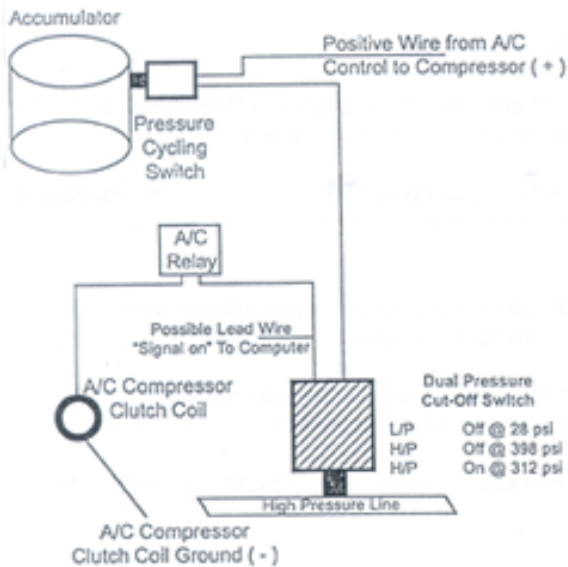 Accumulator
Positive Wire from A/C
Control to Compressor ( + )
Pressure
Cycling
Switch
A/C
Relay
Possible Lead Wire
"Signal on" To Computer
A/C Compressor
Clutch Coil
Dual Pressure
Cut-Off Switch
L/P Off @ 28 psi
H/P Off @ 398 psi
H/P On @ 312 psi
High Pressure Line
A/C Compressor
Clutch Coil Ground ( - )